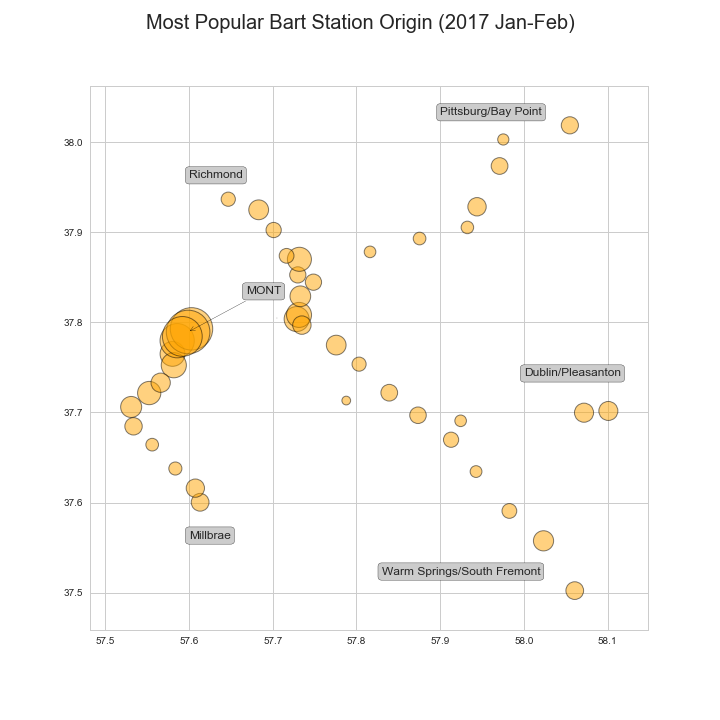 Most Popular Bart Station Origin (2017 Jan-Feb)
Pittsburg/Bay Point
38.0
Richmond
37.9
MONT
37.8
Dublin/Pleasanton
37.7
37.6
Millbrae
Warm Springs/South Fremont
37.5
57.5 57.6 57.7 57.8 57.9 58.0 58.1